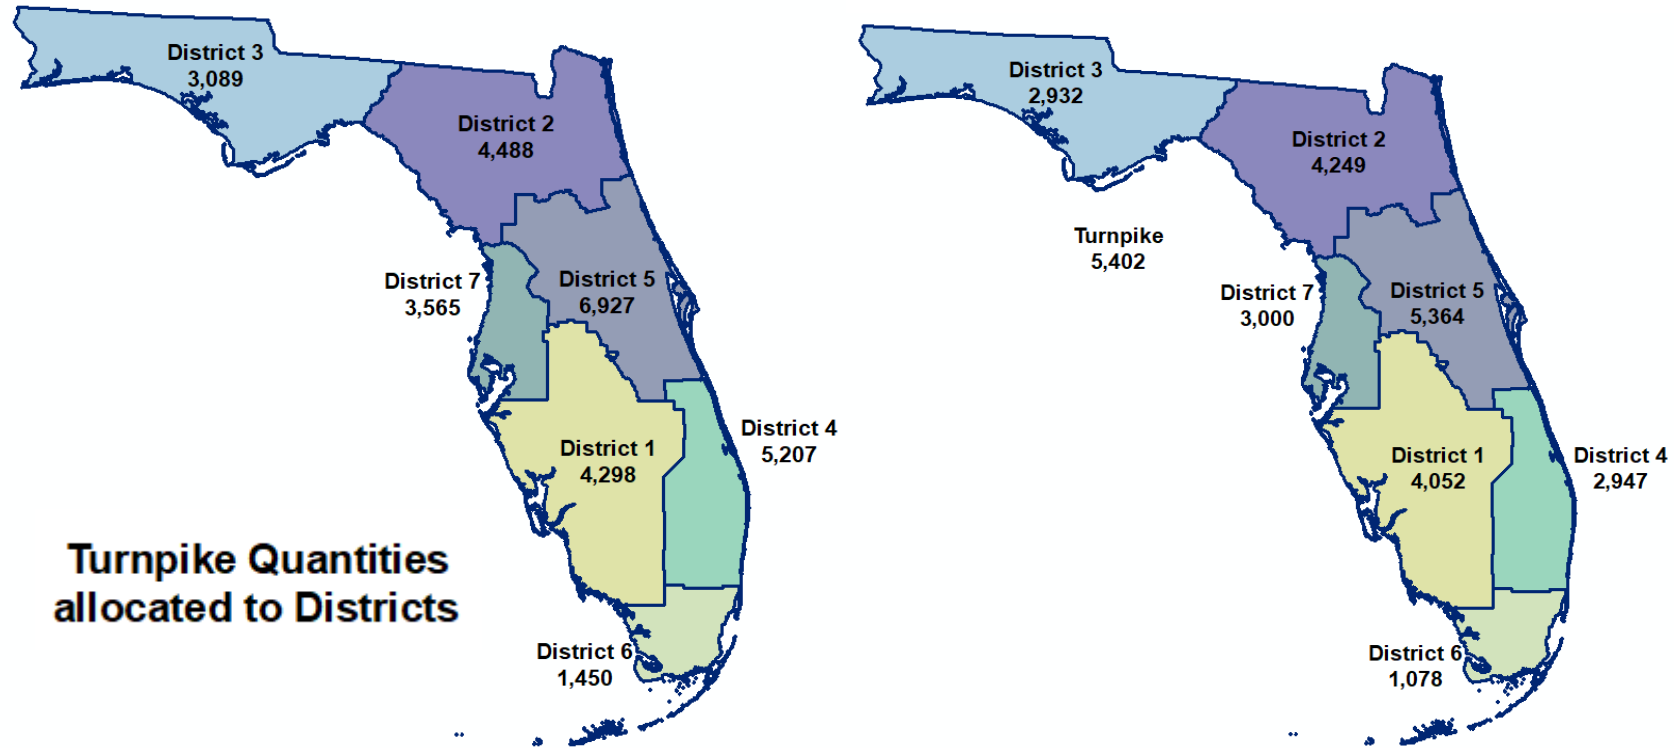 District 3
3,089
District 2
4,488
District 7
3,565
District 5
6,927
District 4
5,207
District 1
4,298
Turnpike Quantities
allocated to Districts
District 6
1,450
District 3
2,932
District 2
4,249
Turnpike
5,402
District 7
3,000
District 5
5,364
District 1
4,052
District 4
2,947
District 6
1,078